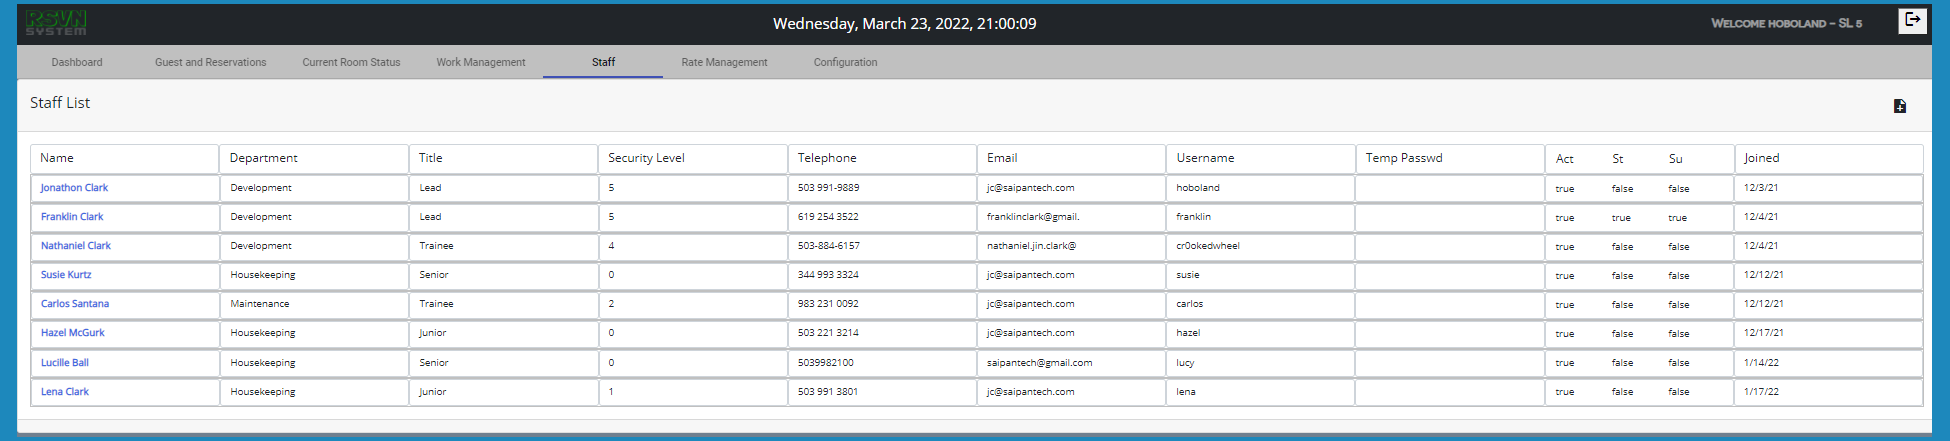 RSVN
SYSTEM
Wednesday, March 23, 2022, 21:00:09
Welcome hoboland - SL 5
Dashboard Guest and Reservations Current Room Status Work Management Staff Rate Management Configuration
Staff List
Name Department Title Security Level Telephone Email Username Temp Passwd Act St Su Joined
Jonathon Clark Development Lead 5 503 991-9889 jc@saipantech.com hoboland true false false 12/3/21
Franklin Clark Development Lead 5 619 254 3522 franklinclark@gmail. franklin true true true 12/4/21
Nathaniel Clark Development Trainee 4 503-884-6157 nathaniel.jin.clark@ cr0okedwheel true false false 12/4/21
Susie Kurtz Housekeeping Senior 0 344 993 3324 jc@saipantech.com susie true false false 12/12/21
Carlos Santana Maintenance Trainee 2 983 231 0092 jc@saipantech.com carlos true false false 12/12/21
Hazel McGurk Housekeeping Junior 0 503 221 3214 jc@saipantech.com hazel true false false 12/17/21
Lucille Ball Housekeeping Senior 0 5039982100 saipantech@gmail.com lucy true false false 1/14/22
Lena Clark Housekeeping Junior 1 503 991 3801 jc@saipantech.com lena true false false 1/17/22